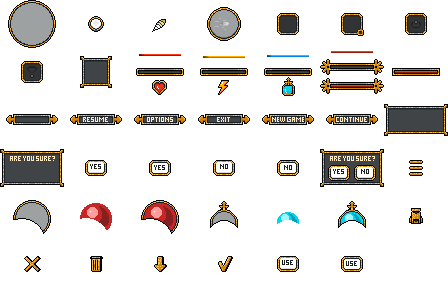 RESUME OPTIONS EXIT NEW GAME CONTINUE
ARE YOU SURE? YES YES NO NO ARE YOU SURE?
YES NO
USE USE